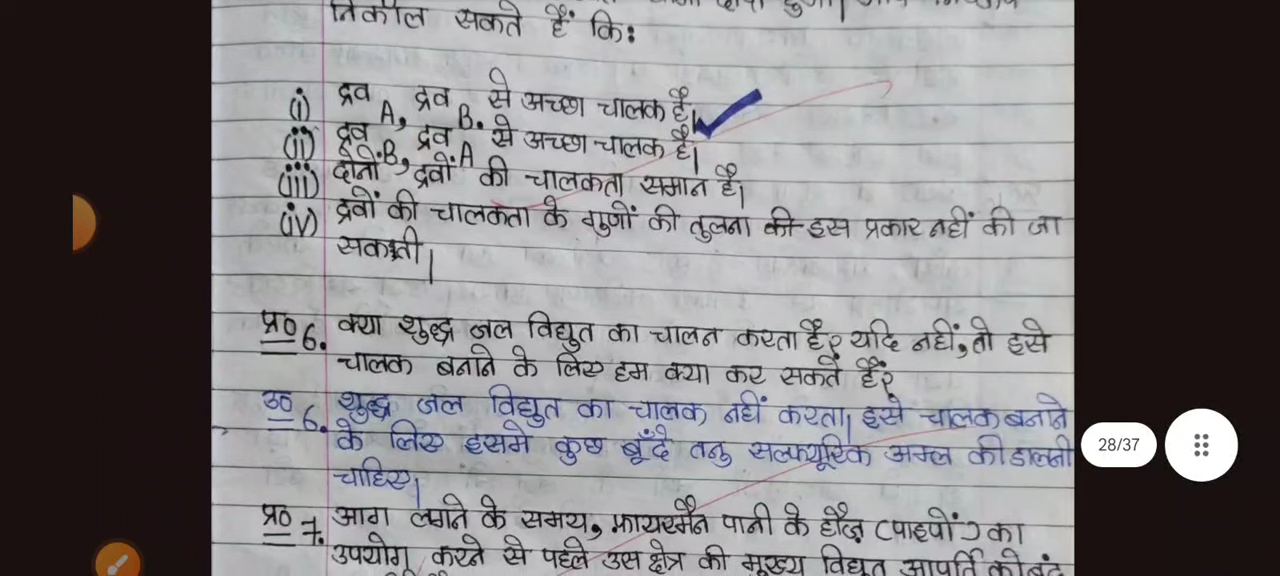 निकाल सकते हैं कि:
(i) द्रव A, द्रव B. से अच्छा चालक है।
(ii) द्रव B, द्रव A से अच्छा चालक है।
(iii) दोनों द्रवों की चालकता समान है।
(iv) द्रवों की चालकता के गुणों की तुलना की इस प्रकार नहीं की जा
सकती।
प्र० 6. क्या शुद्ध जल विद्युत का चालन करता है? यदि नहीं, तो इसे
चालक बनाने के लिए हम क्या कर सकते हैं?
उ० 6. शुद्ध जल विद्युत का चालक नहीं करता। इसे चालक बनाने
के लिए इसमे कुछ बूँदे तनु सल्फ्यूरिक अम्ल की डालनी
28/37
चाहिए।
प्र० 7. आग लगने के समय, फ़ायरमैन पानी के हौज़ (पाइपों) का
उपयोग करने से पहले उस क्षेत्र की मुख्य विद्युत आपूर्ति को बंद